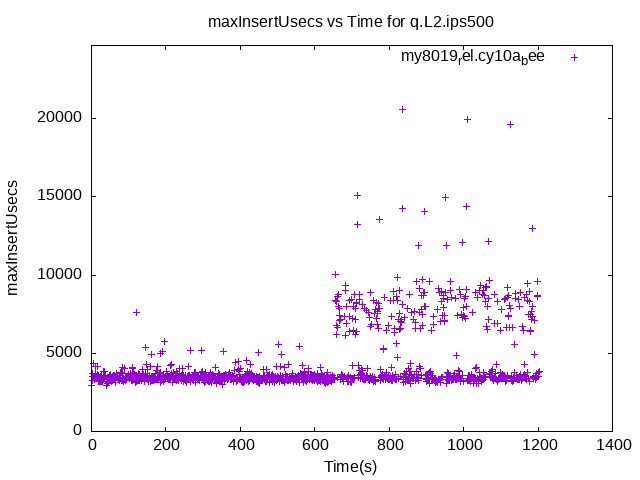 maxInsertUsecs vs Time for q.L2.ips500
my8019rel.cy10abee
maxInsertUsecs
20000
15000
10000
5000
0
0 200 400 600 800 1000 1200 1400
Time(s)